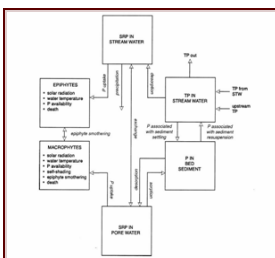 SRP IN
STREAM WATER
TP out
P uptake
precipitation
desorption
EPIPHYTES
• solar radiation
• water temperature
• P availability
• death
TP IN
STREAM WATER
TP from
STW
upstream
TP
exchange
epiphyte smothering
P associated
with sediment
settling
P associated
with sediment
resuspension
MACROPHYTES
• solar radiation
• water temperature
• P availability
• self-shading
• epiphyte smothering
• death
P IN
BED
SEDIMENT
P uptake
desorption
sorption
SRP IN
PORE WATER